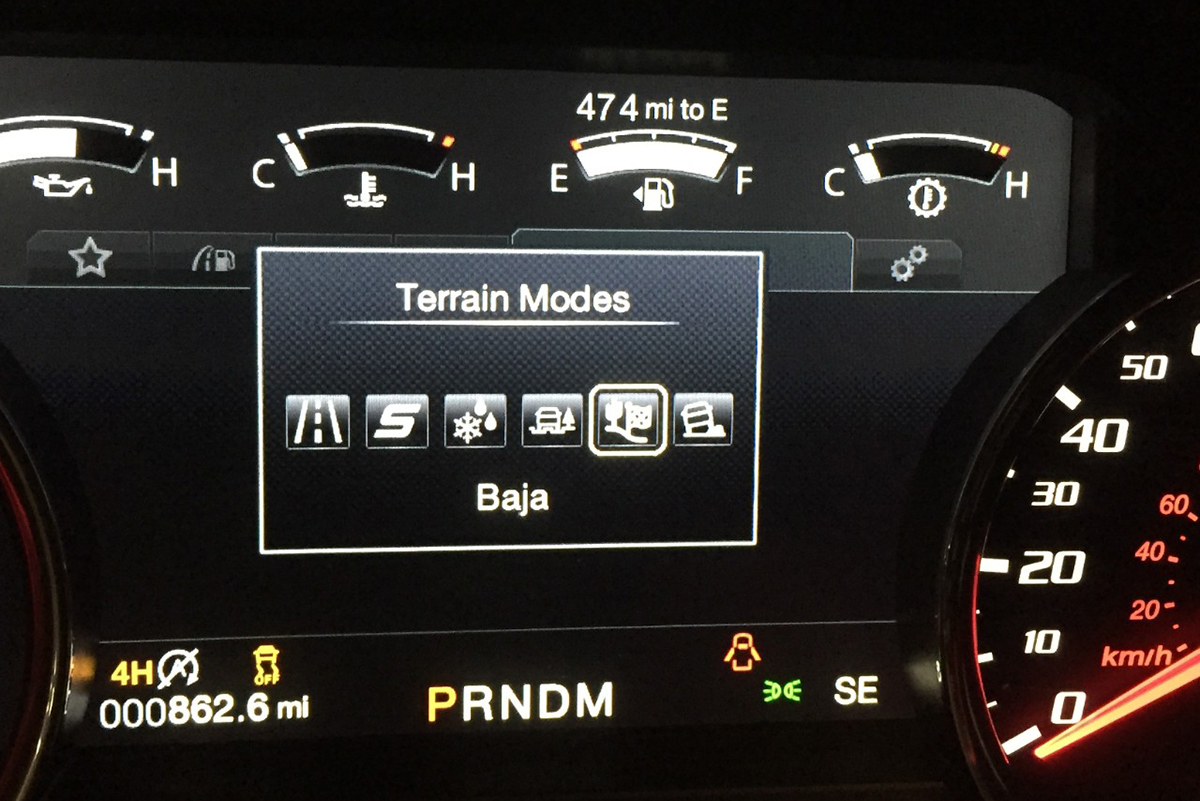 474 mi to E
H
C H
E F
C H
Terrain Modes
S
Baja
4H A
OFF
000862.6 mi
PRNDM
SE
50
40
30
20
10
0
60
40
20
km/h